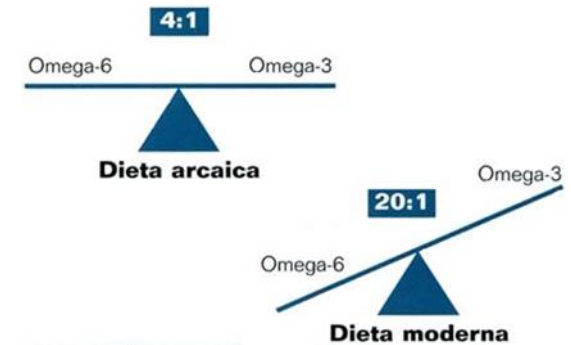 4:1
Omega-6 Omega-3
Dieta arcaica
Omega-3
20:1
Omega-6
Dieta moderna